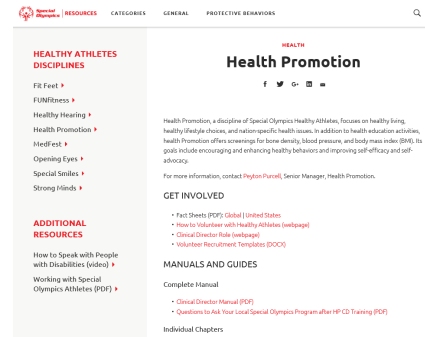 Special Olympics RESOURCES CATEGORIES GENERAL PROTECTIVE BEHAVIORS
HEALTHY ATHLETES
DISCIPLINES
Fit Feet
FUNfitness
Healthy Hearing
Health Promotion
MedFest
Opening Eyes
Special Smiles
Strong Minds
ADDITIONAL
RESOURCES
How to Speak with People
with Disabilities (video)
Working with Special
Olympics Athletes (PDF)
HEALTH
Health Promotion
Health Promotion, a discipline of Special Olympics Healthy Athletes, focuses on healthy living,
healthy lifestyle choices, and nation-specific health issues. In addition to health education activities,
health Promotion offers screenings for bone density, blood pressure, and body mass index (BMI). Its
goals include encouraging and enhancing healthy behaviors and improving self-efficacy and self-
advocacy.
For more information, contact Peyton Purcell, Senior Manager, Health Promotion.
GET INVOLVED
• Fact Sheets (PDF): Global | United States
• How to Volunteer with Healthy Athletes (webpage)
• Clinical Director Role (webpage)
• Volunteer Recruitment Templates (DOCX)
MANUALS AND GUIDES
Complete Manual
• Clinical Director Manual (PDF)
• Questions to Ask Your Local Special Olympics Program after HP CD Training (PDF)
Individual Chapters